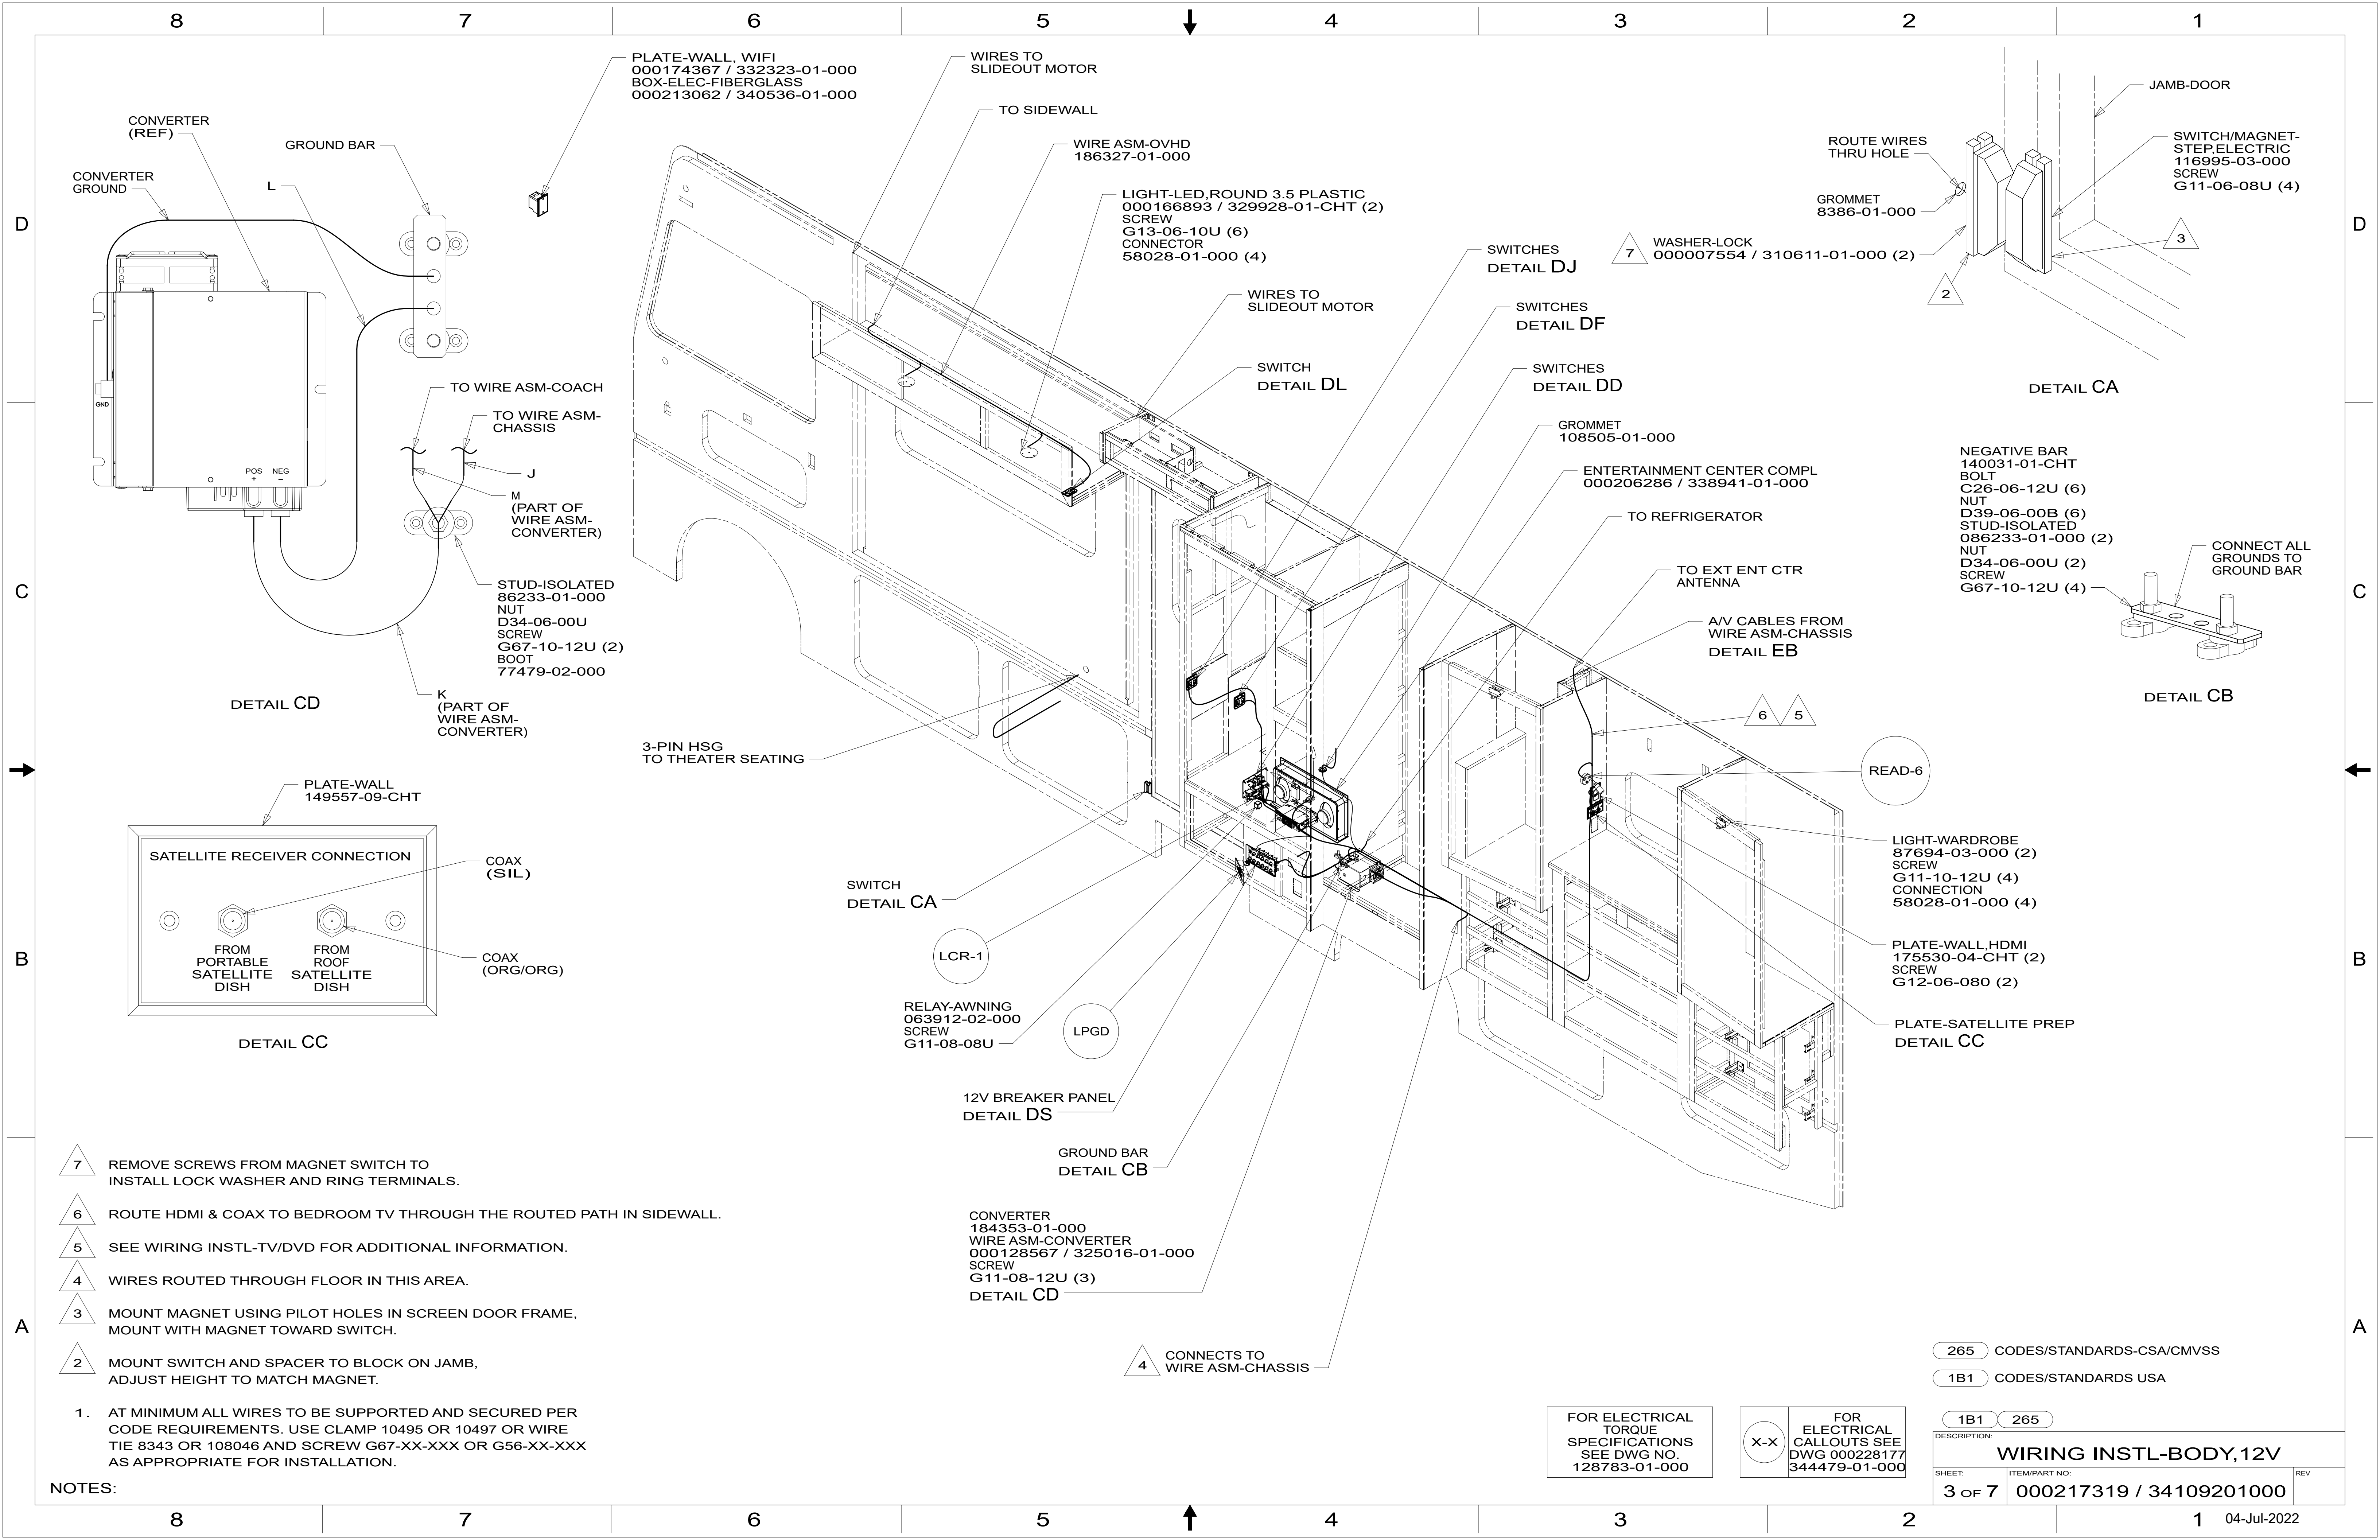 8 7 6 5 4 3 2 1
D
C
B
A
D
C
B
A
CONVERTER
(REF)
GROUND BAR
CONVERTER
GROUND
L
GND
POS
+
NEG
–
TO WIRE ASM-COACH
TO WIRE ASM-
CHASSIS
J
M
(PART OF
WIRE ASM-
CONVERTER)
STUD-ISOLATED
86233-01-000
NUT
D34-06-00U
SCREW
G67-10-12U (2)
BOOT
77479-02-000
K
(PART OF
WIRE ASM-
CONVERTER)
DETAIL CD
PLATE-WALL, WIFI
000174367 / 332323-01-000
BOX-ELEC-FIBERGLASS
000213062 / 340536-01-000
WIRES TO
SLIDEOUT MOTOR
TO SIDEWALL
WIRE ASM-OVHD
186327-01-000
LIGHT-LED,ROUND 3.5 PLASTIC
000166893 / 329928-01-CHT (2)
SCREW
G13-06-10U (6)
CONNECTOR
58028-01-000 (4)
WIRES TO
SLIDEOUT MOTOR
SWITCH
DETAIL DL
SWITCHES
DETAIL DJ
SWITCHES
DETAIL DF
SWITCHES
DETAIL DD
GROMMET
108505-01-000
ENTERTAINMENT CENTER COMPL
000206286 / 338941-01-000
TO REFRIGERATOR
TO EXT ENT CTR
ANTENNA
A/V CABLES FROM
WIRE ASM-CHASSIS
DETAIL EB
6
5
READ-6
JAMB-DOOR
ROUTE WIRES
THRU HOLE
GROMMET
8386-01-000
7
WASHER-LOCK
000007554 / 310611-01-000 (2)
2
SWITCH/MAGNET-
STEP,ELECTRIC
116995-03-000
SCREW
G11-06-08U (4)
3
DETAIL CA
NEGATIVE BAR
140031-01-CHT
BOLT
C26-06-12U (6)
NUT
D39-06-00B (6)
STUD-ISOLATED
086233-01-000 (2)
NUT
D34-06-00U (2)
SCREW
G67-10-12U (4)
CONNECT ALL
GROUNDS TO
GROUND BAR
DETAIL CB
3-PIN HSG
TO THEATER SEATING
SWITCH
DETAIL CA
LCR-1
RELAY-AWNING
063912-02-000
SCREW
G11-08-08U
LPGD
12V BREAKER PANEL
DETAIL DS
GROUND BAR
DETAIL CB
CONVERTER
184353-01-000
WIRE ASM-CONVERTER
000128567 / 325016-01-000
SCREW
G11-08-12U (3)
DETAIL CD
4
CONNECTS TO
WIRE ASM-CHASSIS
LIGHT-WARDROBE
87694-03-000 (2)
SCREW
G11-10-12U (4)
CONNECTION
58028-01-000 (4)
PLATE-WALL,HDMI
175530-04-CHT (2)
SCREW
G12-06-080 (2)
PLATE-SATELLITE PREP
DETAIL CC
PLATE-WALL
149557-09-CHT
SATELLITE RECEIVER CONNECTION
COAX
(SIL)
COAX
(ORG/ORG)
FROM
PORTABLE
SATELLITE
DISH
FROM
ROOF
SATELLITE
DISH
DETAIL CC
7 REMOVE SCREWS FROM MAGNET SWITCH TO
INSTALL LOCK WASHER AND RING TERMINALS.
6 ROUTE HDMI & COAX TO BEDROOM TV THROUGH THE ROUTED PATH IN SIDEWALL.
5 SEE WIRING INSTL-TV/DVD FOR ADDITIONAL INFORMATION.
4 WIRES ROUTED THROUGH FLOOR IN THIS AREA.
3 MOUNT MAGNET USING PILOT HOLES IN SCREEN DOOR FRAME,
MOUNT WITH MAGNET TOWARD SWITCH.
2 MOUNT SWITCH AND SPACER TO BLOCK ON JAMB,
ADJUST HEIGHT TO MATCH MAGNET.
1. AT MINIMUM ALL WIRES TO BE SUPPORTED AND SECURED PER
CODE REQUIREMENTS. USE CLAMP 10495 OR 10497 OR WIRE
TIE 8343 OR 108046 AND SCREW G67-XX-XXX OR G56-XX-XXX
AS APPROPRIATE FOR INSTALLATION.
NOTES:
FOR ELECTRICAL
TORQUE
SPECIFICATIONS
SEE DWG NO.
128783-01-000
X-X
FOR
ELECTRICAL
CALLOUTS SEE
DWG 000228177
344479-01-000
265 CODES/STANDARDS-CSA/CMVSS
1B1 CODES/STANDARDS USA
1B1 265
DESCRIPTION:
WIRING INSTL-BODY,12V
SHEET:
3 OF 7
ITEM/PART NO:
000217319 / 34109201000
REV
8 7 6 5 4 3 2 1
04-Jul-2022